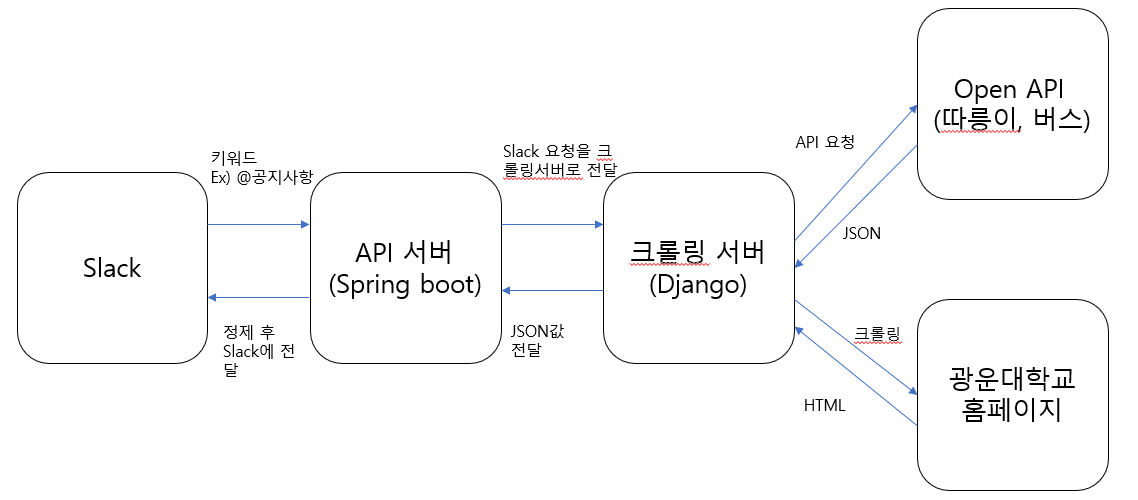 Slack
키워드
Ex) @공지사항
정제 후
Slack에 전
달
API 서버
(Spring boot)
Slack 요청을 크
롤링서버로 전달
JSON값
전달
크롤링 서버
(Django)
API 요청
JSON
크롤링
HTML
Open API
(따릉이, 버스)
광운대학교
홈페이지